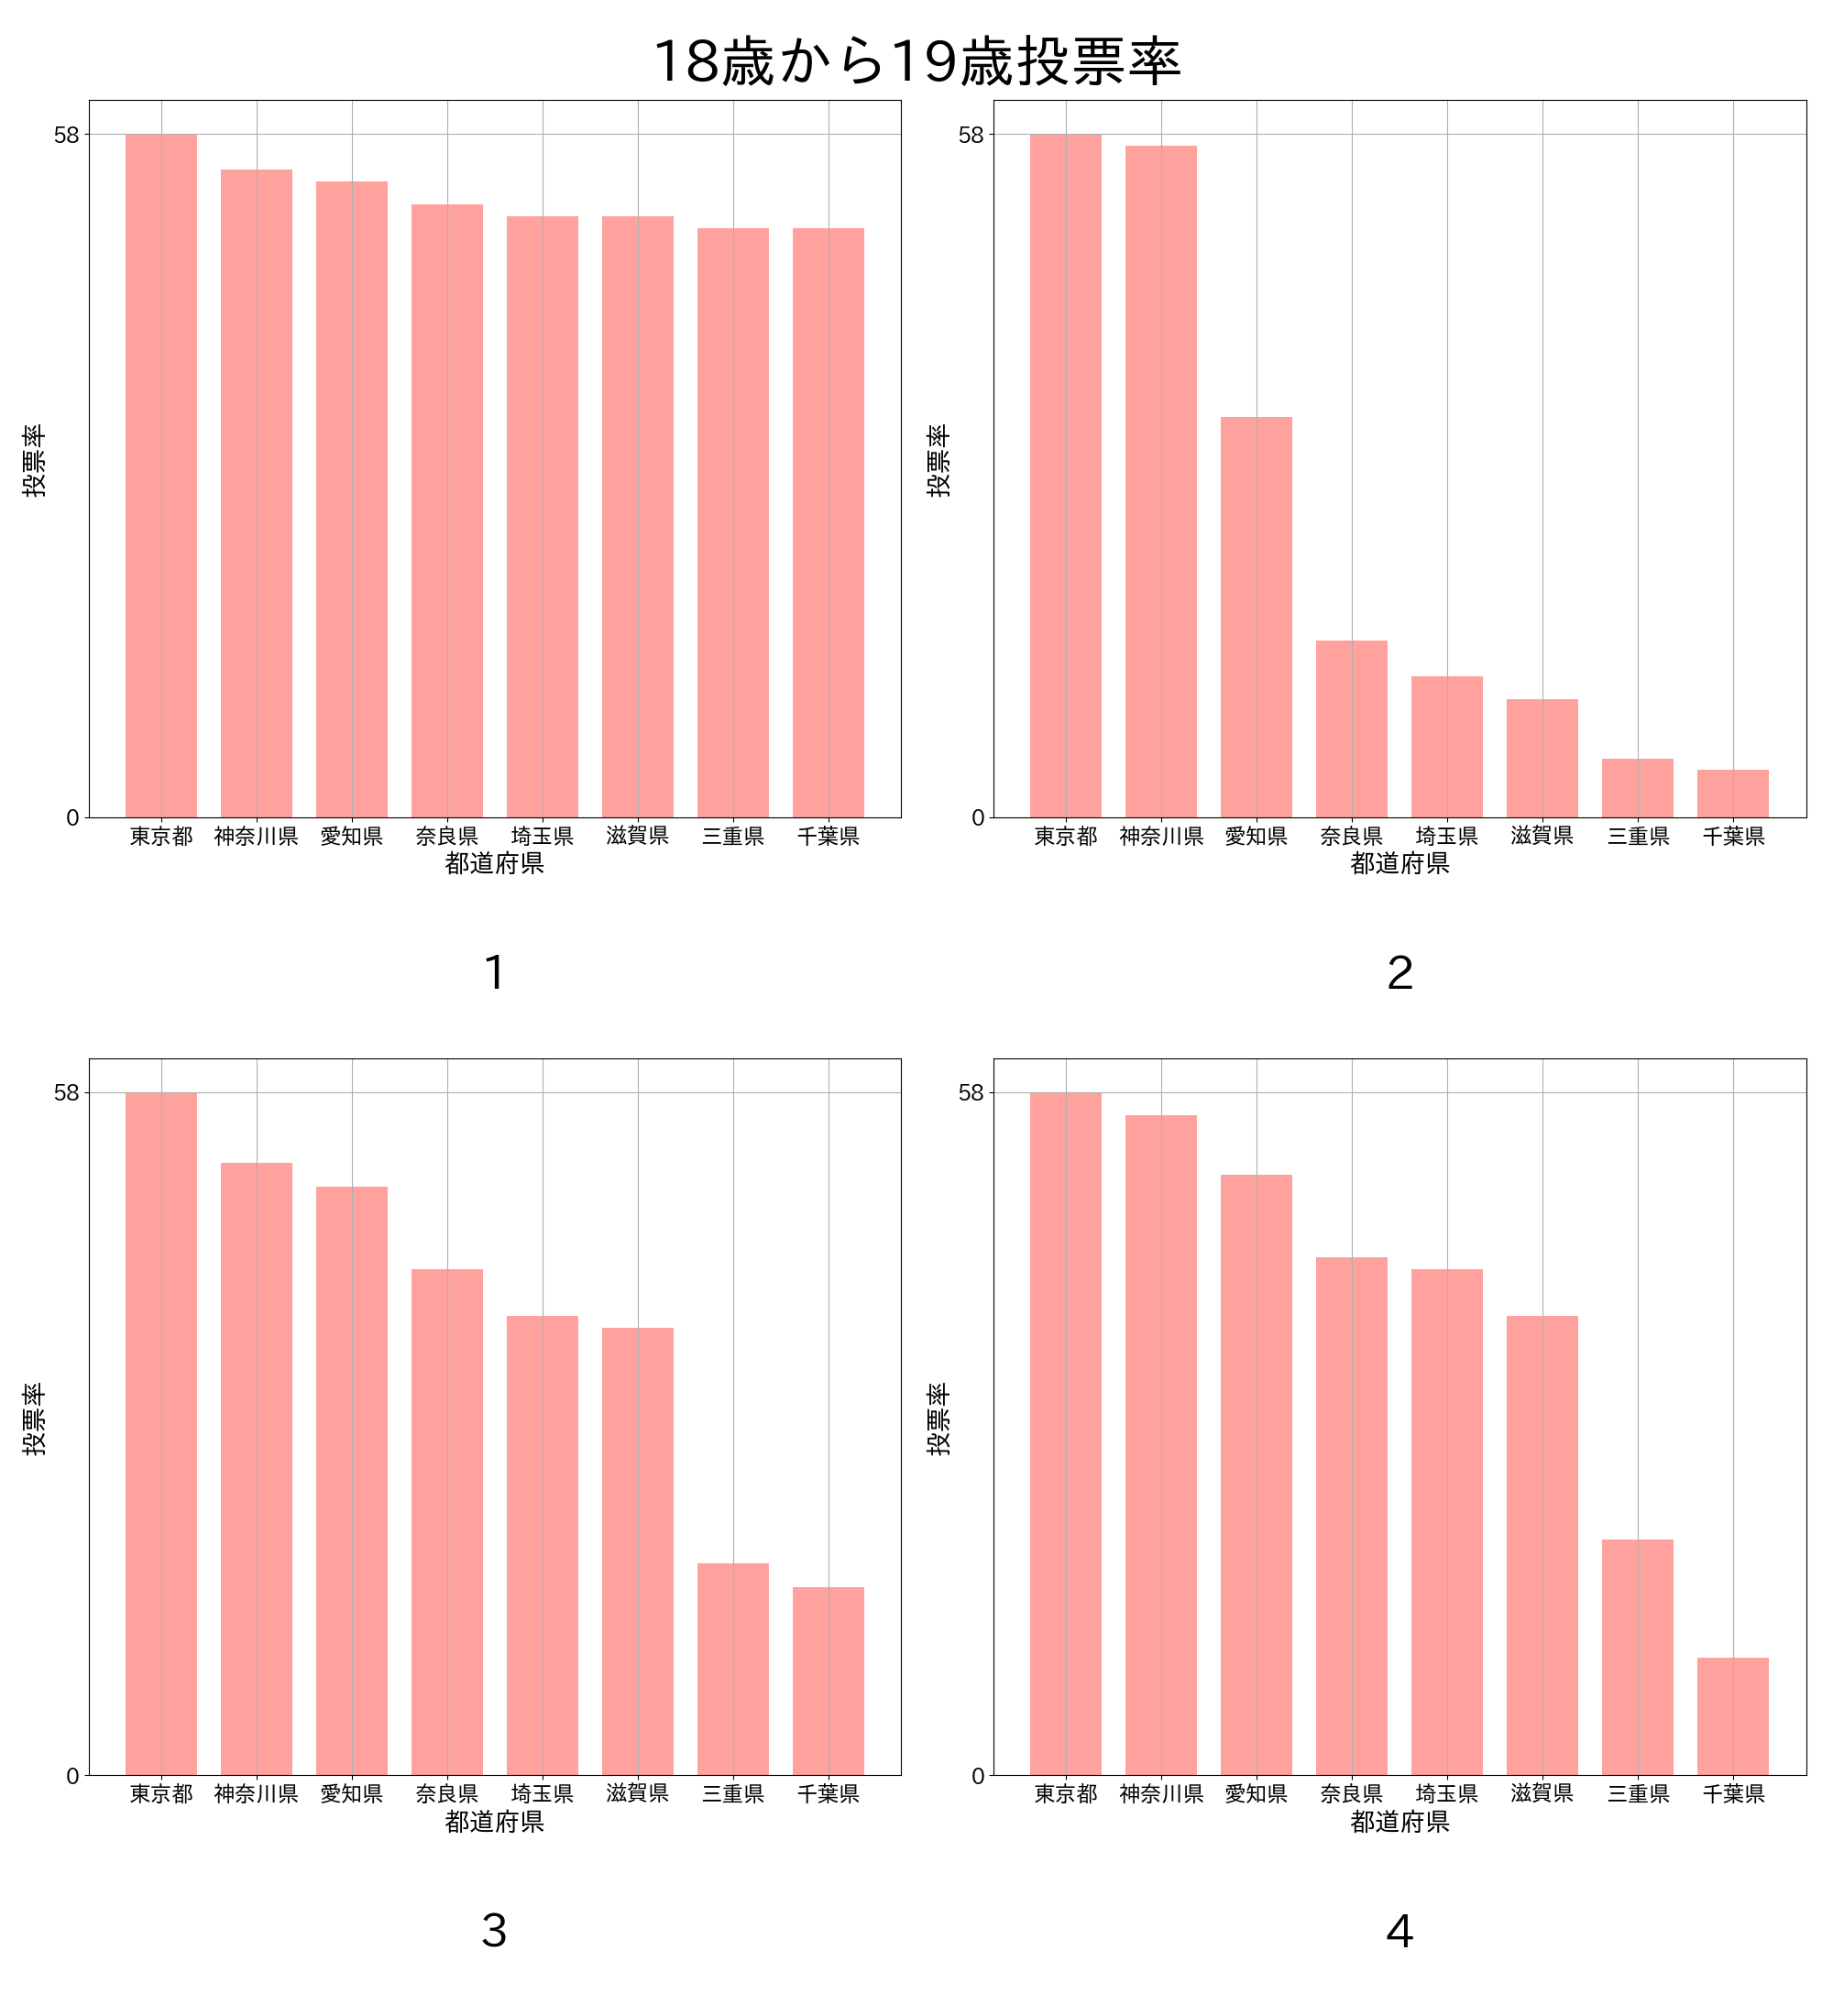 18歳から19歳投票率
58
0
投票率
東京都 神奈川県 愛知県 奈良県 埼玉県 滋賀県 三重県 千葉県
都道府県
1
58
0
投票率
東京都 神奈川県 愛知県 奈良県 埼玉県 滋賀県 三重県 千葉県
都道府県
2
58
0
投票率
東京都 神奈川県 愛知県 奈良県 埼玉県 滋賀県 三重県 千葉県
都道府県
3
58
0
投票率
東京都 神奈川県 愛知県 奈良県 埼玉県 滋賀県 三重県 千葉県
都道府県
4